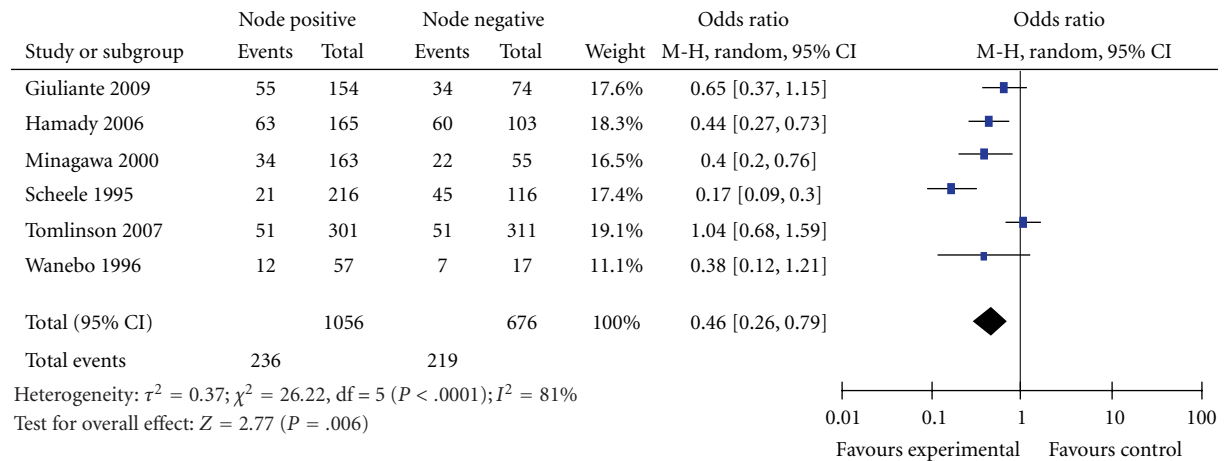 Node positive Node negative Odds ratio Odds ratio
Study or subgroup Events Total Events Total Weight M-H, random, 95% CI M-H, random, 95% CI
Giuliante 2009 55 154 34 74 17.6% 0.65 [0.37, 1.15]
Hamady 2006 63 165 60 103 18.3% 0.44 [0.27, 0.73]
Minagawa 2000 34 163 22 55 16.5% 0.4 [0.2, 0.76]
Scheele 1995 21 216 45 116 17.4% 0.17 [0.09, 0.3]
Tomlinson 2007 51 301 51 311 19.1% 1.04 [0.68, 1.59]
Wanebo 1996 12 57 7 17 11.1% 0.38 [0.12, 1.21]
Total (95% CI) 1056 676 100% 0.46 [0.26, 0.79]
Total events 236 219
Heterogeneity: τ² = 0.37; χ² = 26.22, df = 5 (P < .0001); I² = 81%
Test for overall effect: Z = 2.77 (P = .006)
0.01 0.1 1 10 100
Favours experimental Favours control